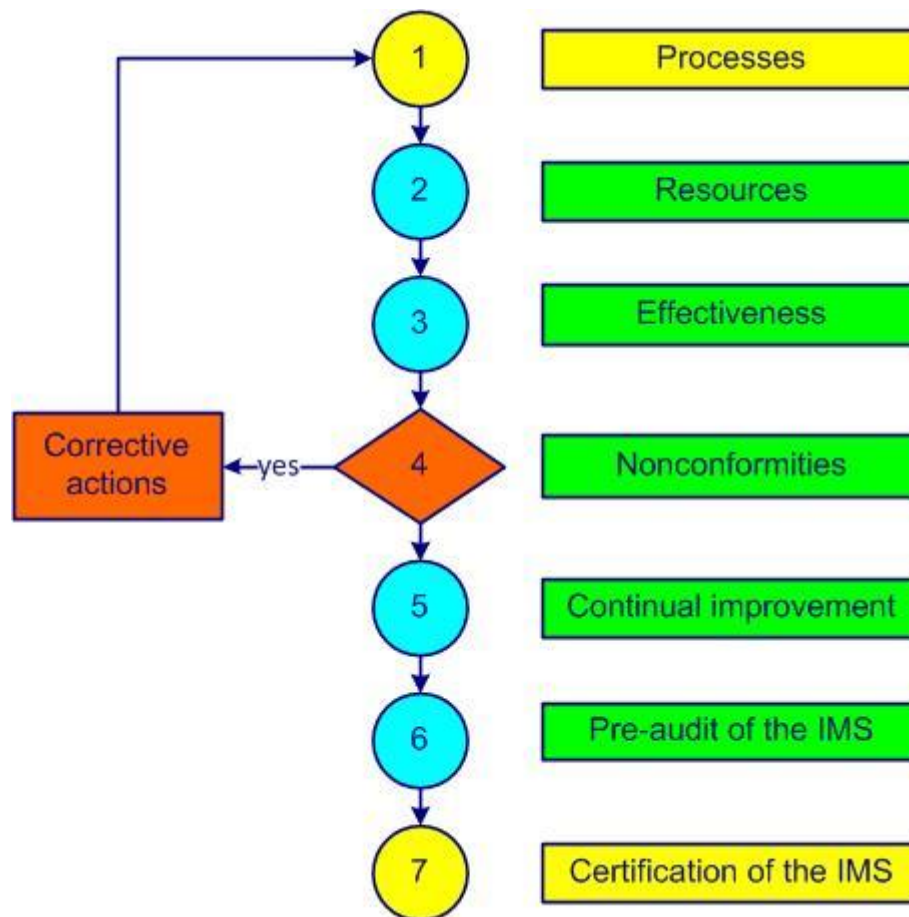 1
Processes
2
Resources
3
Effectiveness
Corrective
actions
yes
4
Nonconformities
5
Continual improvement
6
Pre-audit of the IMS
7
Certification of the IMS